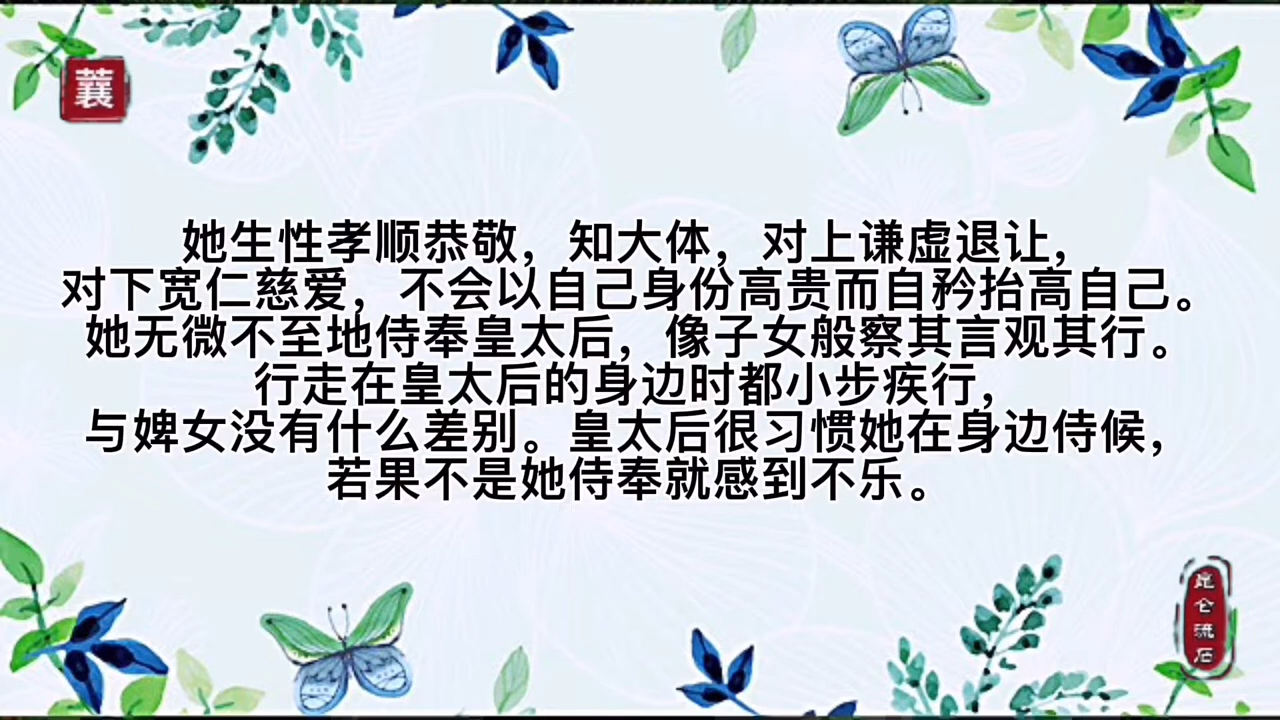 蘘
她生性孝顺恭敬，知大体，对上谦虚退让，
对下宽仁慈爱，不会以自己身份高贵而自矜抬高自己。
她无微不至地侍奉皇太后，像子女般察其言观其行。
行走在皇太后的身边时都小步疾行，
与婢女没有什么差别。皇太后很习惯她在身边侍候，
若果不是她侍奉就感到不乐。
昆仑流石